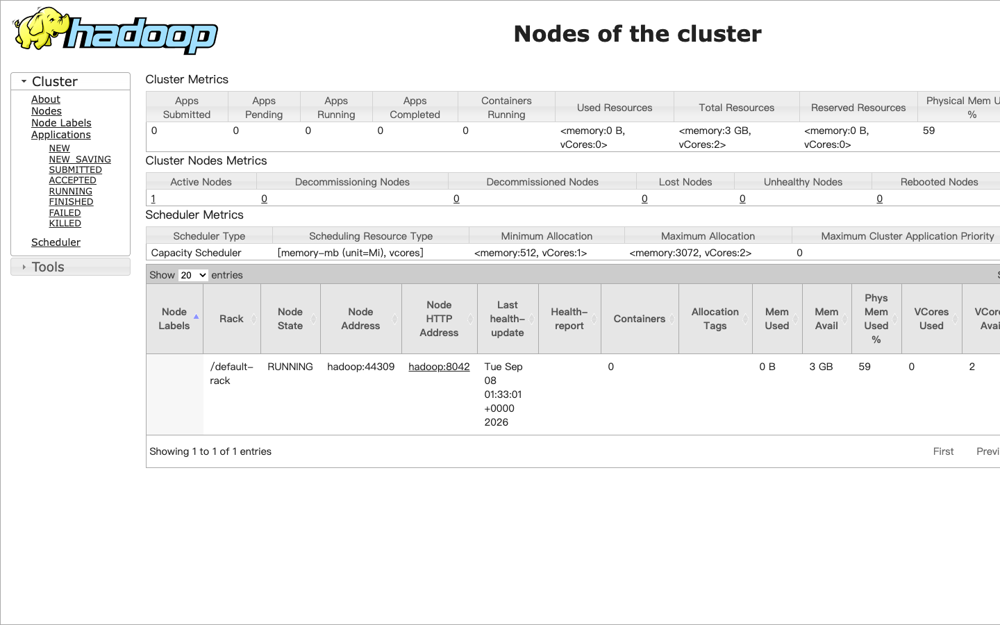 hadoop
Nodes of the cluster
Cluster
About
Nodes
Node Labels
Applications
NEW
NEW_SAVING
SUBMITTED
ACCEPTED
RUNNING
FINISHED
FAILED
KILLED
Scheduler
Tools
Cluster Metrics
Apps Submitted Apps Pending Apps Running Apps Completed Containers Running Used Resources Total Resources Reserved Resources Physical Mem U %
0 0 0 0 0 <memory:0 B, vCores:0> <memory:3 GB, vCores:2> <memory:0 B, vCores:0> 59
Cluster Nodes Metrics
Active Nodes Decommissioning Nodes Decommissioned Nodes Lost Nodes Unhealthy Nodes Rebooted Nodes
1 0 0 0 0 0
Scheduler Metrics
Scheduler Type Scheduling Resource Type Minimum Allocation Maximum Allocation Maximum Cluster Application Priority
Capacity Scheduler [memory-mb (unit=Mi), vcores] <memory:512, vCores:1> <memory:3072, vCores:2> 0
Show 20 entries
Node Labels Rack Node State Node Address Node HTTP Address Last health-update Health-report Containers Allocation Tags Mem Used Mem Avail Phys Mem Used % VCores Used VCore Avai
/default-rack RUNNING hadoop:44309 hadoop:8042 Tue Sep 08 01:33:01 +0000 2026 0 0 B 3 GB 59 0 2
Showing 1 to 1 of 1 entries First Previ